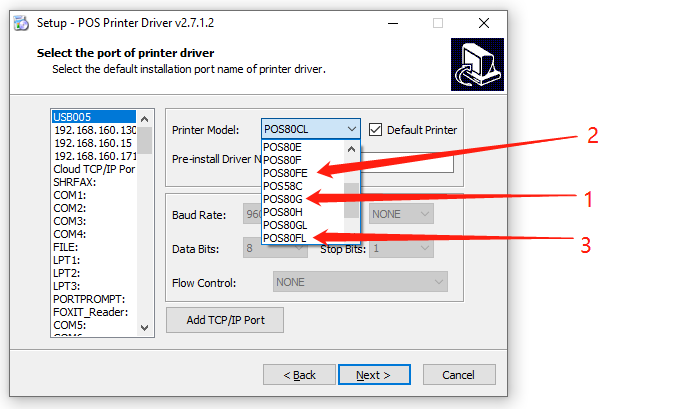 Setup - POS Printer Driver v2.7.1.2
Select the port of printer driver
Select the default installation port name of printer driver.
USB005
192.168.160.130
192.168.160.15
192.168.160.171
Cloud TCP/IP Por
SHRFAX:
COM1:
COM2:
COM3:
COM4:
FILE:
LPT1:
LPT2:
LPT3:
PORTPROMPT:
FOXIT_Reader:
COM5:
COM6:
Printer Model:
POS80CL
Default Printer
POS80E
POS80F
POS80FE
POS58C
POS80G
POS80H
POS80GL
POS80FL
Pre-install Driver N
Baud Rate:
960
NONE
Data Bits:
8
Stop Bits:
1
Flow Control:
NONE
Add TCP/IP Port
< Back
Next >
Cancel
2
1
3